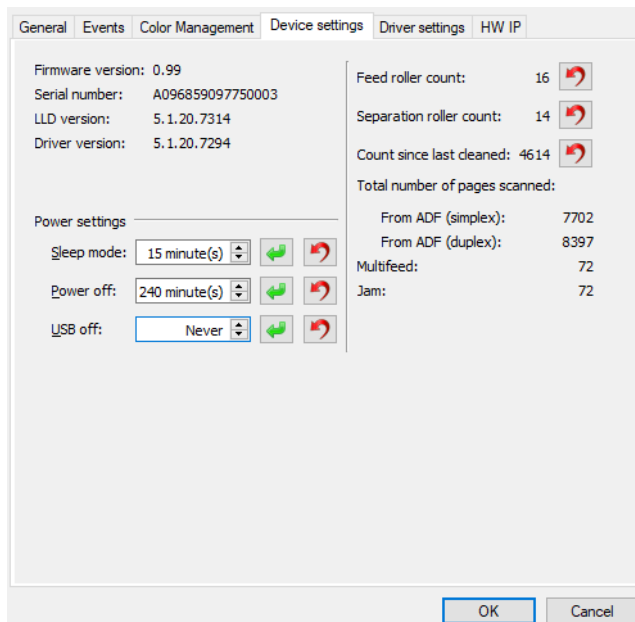 General Events Color Management Device settings Driver settings HW IP
Firmware version: 0.99
Serial number: A096859097750003
LLD version: 5.1.20.7314
Driver version: 5.1.20.7294
Power settings
Sleep mode: 15 minute(s)
Power off: 240 minute(s)
USB off: Never
Feed roller count: 16
Separation roller count: 14
Count since last cleaned: 4614
Total number of pages scanned:
From ADF (simplex): 7702
From ADF (duplex): 8397
Multifeed: 72
Jam: 72
OK Cancel